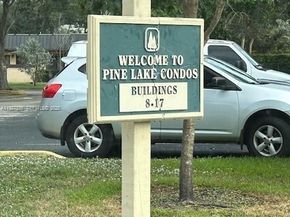 WELCOME TO
PINE LAKE CONDOS
BUILDINGS
8-17